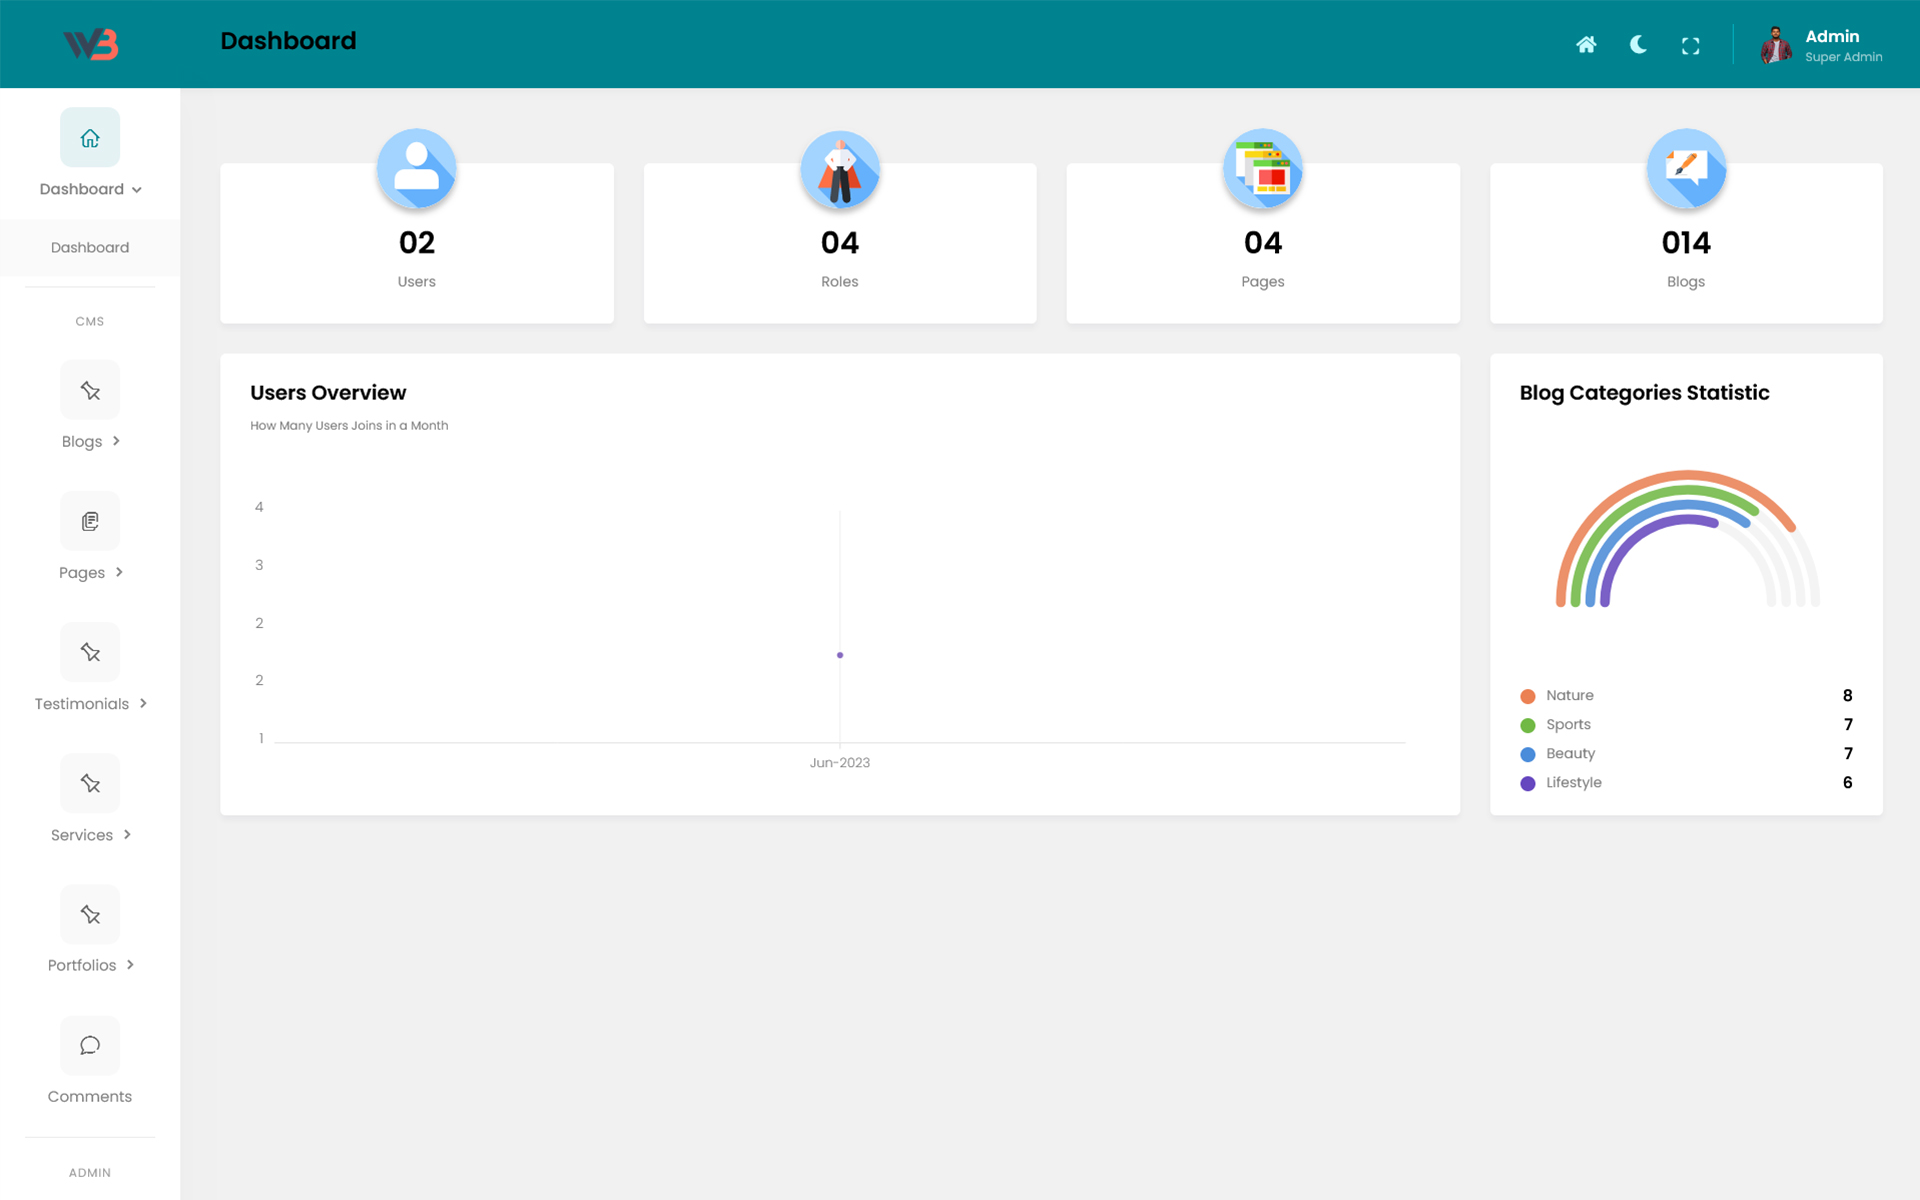 WB
Dashboard
Admin
Super Admin
Dashboard
Dashboard
CMS
Blogs
Pages
Testimonials
Services
Portfolios
Comments
ADMIN
02
Users
04
Roles
04
Pages
014
Blogs
Users Overview
How Many Users Joins in a Month
4
3
2
2
1
Jun-2023
Blog Categories Statistic
Nature 8
Sports 7
Beauty 7
Lifestyle 6